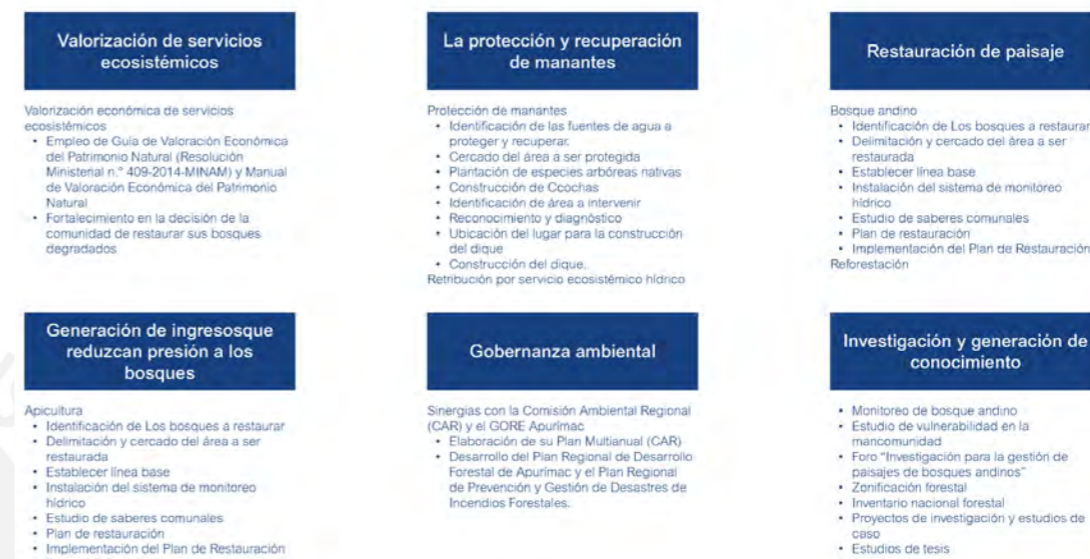 Valorización de servicios
ecosistémicos
Valorización económica de servicios
ecosistémicos
• Empleo de Guía de Valoración Económica
del Patrimonio Natural (Resolución
Ministerial n.° 409-2014-MINAM) y Manual
de Valoración Económica del Patrimonio
Natural
• Fortalecimiento en la decisión de la
comunidad de restaurar sus bosques
degradados
La protección y recuperación
de manantes
Protección de manantes
• Identificación de las fuentes de agua a
proteger y recuperar.
• Cercado del área a ser protegida
• Plantación de especies arbóreas nativas
• Construcción de Ccochas
• Identificación de área a intervenir
• Reconocimiento y diagnóstico
• Ubicación del lugar para la construcción
del dique
• Construcción del dique.
Retribución por servicio ecosistémico hídrico
Restauración de paisaje
Bosque andino
• Identificación de Los bosques a restaurar
• Delimitación y cercado del área a ser
restaurada
• Establecer línea base
• Instalación del sistema de monitoreo
hídrico
• Estudio de saberes comunales
• Plan de restauración
• Implementación del Plan de Restauración
Reforestación
Generación de ingresosque
reduzcan presión a los
bosques
Apicultura
• Identificación de Los bosques a restaurar
• Delimitación y cercado del área a ser
restaurada
• Establecer línea base
• Instalación del sistema de monitoreo
hídrico
• Estudio de saberes comunales
• Plan de restauración
• Implementación del Plan de Restauración
Gobernanza ambiental
Sinergias con la Comisión Ambiental Regional
(CAR) y el GORE Apurímac
• Elaboración de su Plan Multianual (CAR)
• Desarrollo del Plan Regional de Desarrollo
Forestal de Apurímac y el Plan Regional
de Prevención y Gestión de Desastres de
Incendios Forestales.
Investigación y generación de
conocimiento
• Monitoreo de bosque andino
• Estudio de vulnerabilidad en la
mancomunidad
• Foro "Investigación para la gestión de
paisajes de bosques andinos"
• Zonificación forestal
• Inventario nacional forestal
• Proyectos de investigación y estudios de
caso
• Estudios de tesis